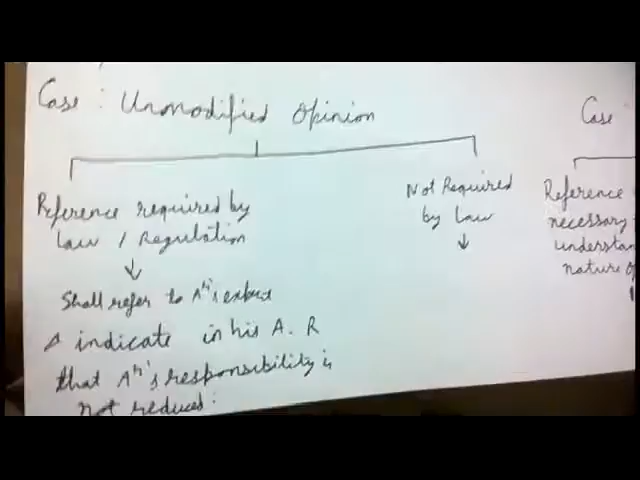 Case : Unmodified Opinion
Reference required by
Law / Regulation
↓
Shall refer to Ar's expert
& indicate in his A. R
that Ar's responsibility is
not reduced.
Not Required
by Law
↓
Case
Reference
necessary
understan
nature o